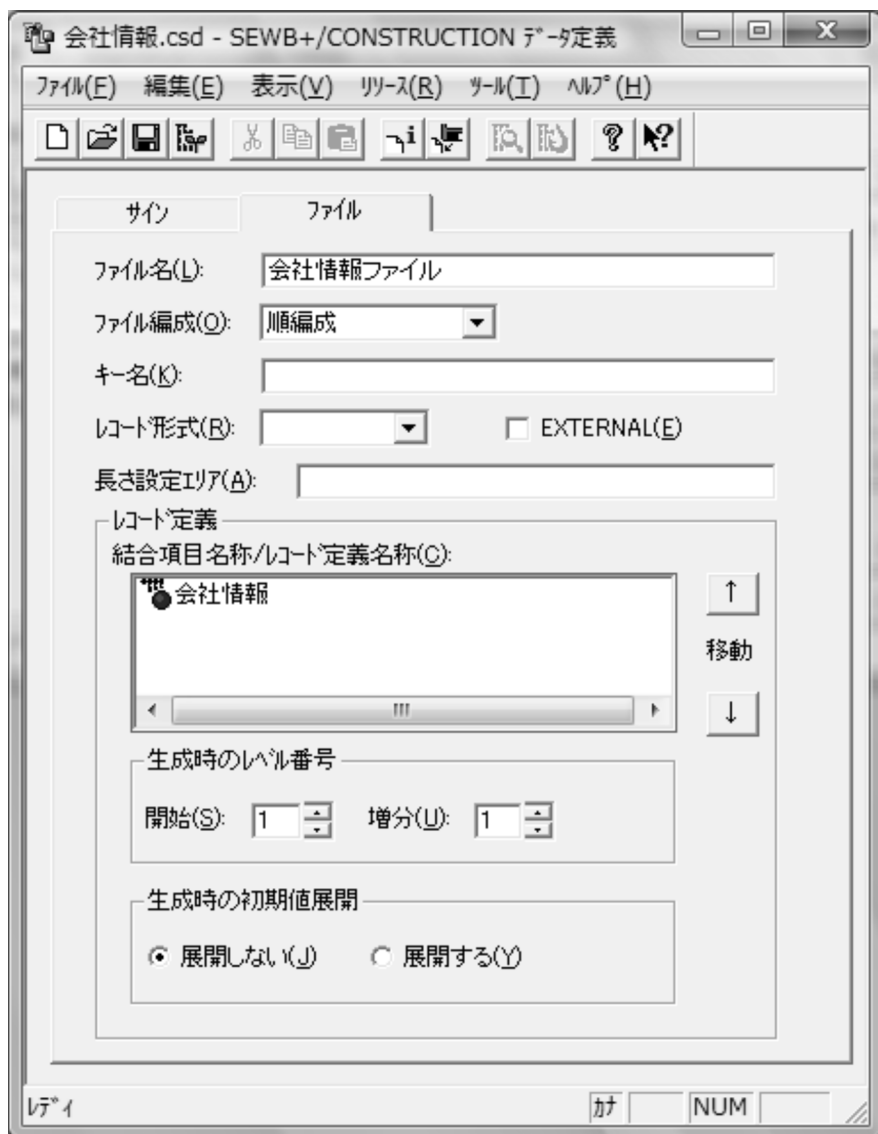 会社情報.csd - SEWB+/CONSTRUCTION ﾃﾞｰﾀ定義
ﾌｧｲﾙ(F) 編集(E) 表示(V) ﾘｿｰｽ(R) ﾂｰﾙ(T) ﾍﾙﾌﾟ(H)
ｻｲﾝ ﾌｧｲﾙ
ﾌｧｲﾙ名(L): 会社情報ファイル
ﾌｧｲﾙ編成(O): 順編成
キー名(K):
ﾚｺｰﾄﾞ形式(R): EXTERNAL(E)
長さ設定ｴﾘｱ(A):
ﾚｺｰﾄﾞ定義
結合項目名称/ﾚｺｰﾄﾞ定義名称(C):
会社情報
↑
移動
↓
生成時のﾚﾍﾞﾙ番号
開始(S): 1 増分(U): 1
生成時の初期値展開
展開しない(J) 展開する(Y)
ﾚﾃﾞｨ ｶﾅ NUM